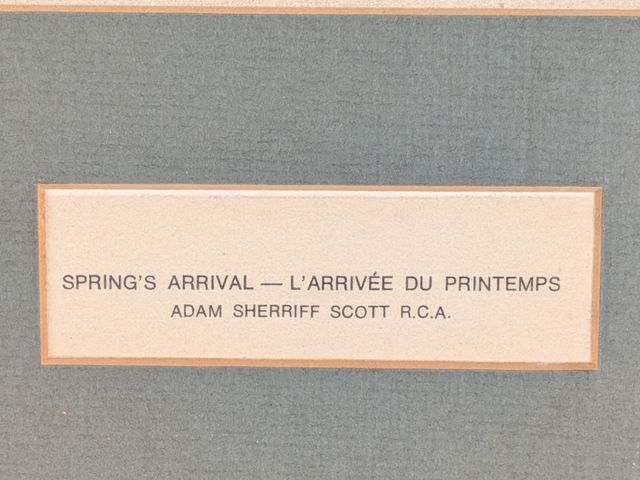 SPRING'S ARRIVAL — L'ARRIVÉE DU PRINTEMPS
ADAM SHERRIFF SCOTT R.C.A.